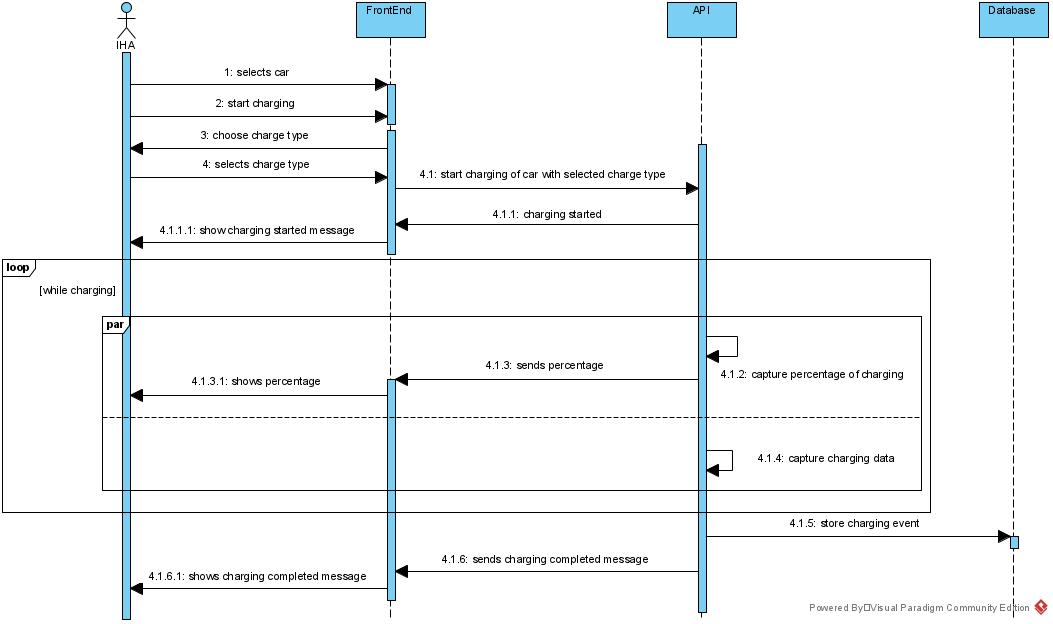 FrontEnd
API
Database
IHA
1: selects car
2: start charging
3: choose charge type
4: selects charge type
4.1: start charging of car with selected charge type
4.1.1: charging started
4.1.1.1: show charging started message
loop
[while charging]
par
4.1.2: capture percentage of charging
4.1.3: sends percentage
4.1.3.1: shows percentage
4.1.4: capture charging data
4.1.5: store charging event
4.1.6: sends charging completed message
4.1.6.1: shows charging completed message
Powered By□Visual Paradigm Community Edition